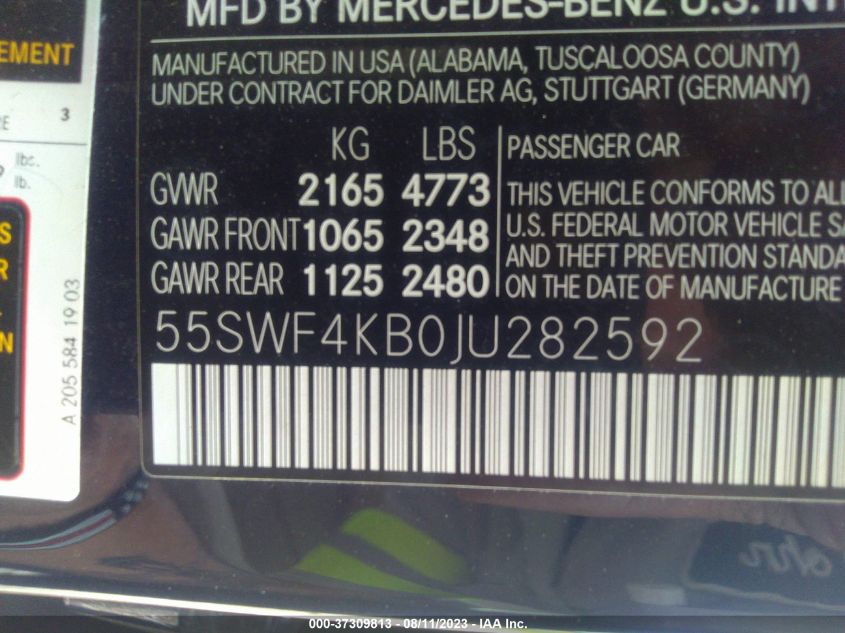 MFD BY MERCEDES-BENZ U.S. INT
MANUFACTURED IN USA (ALABAMA, TUSCALOOSA COUNTY)
UNDER CONTRACT FOR DAIMLER AG, STUTTGART (GERMANY)
KG LBS
GVWR 2165 4773
GAWR FRONT 1065 2348
GAWR REAR 1125 2480
PASSENGER CAR
THIS VEHICLE CONFORMS TO ALL
U.S. FEDERAL MOTOR VEHICLE SA
AND THEFT PREVENTION STANDA
ON THE DATE OF MANUFACTURE
55SWF4KB0JU282592
EMENT
RE 3
lbs.
lb.
S
R
N
A 205 584 19 03
000-37309813 - 08/11/2023 - IAA Inc.